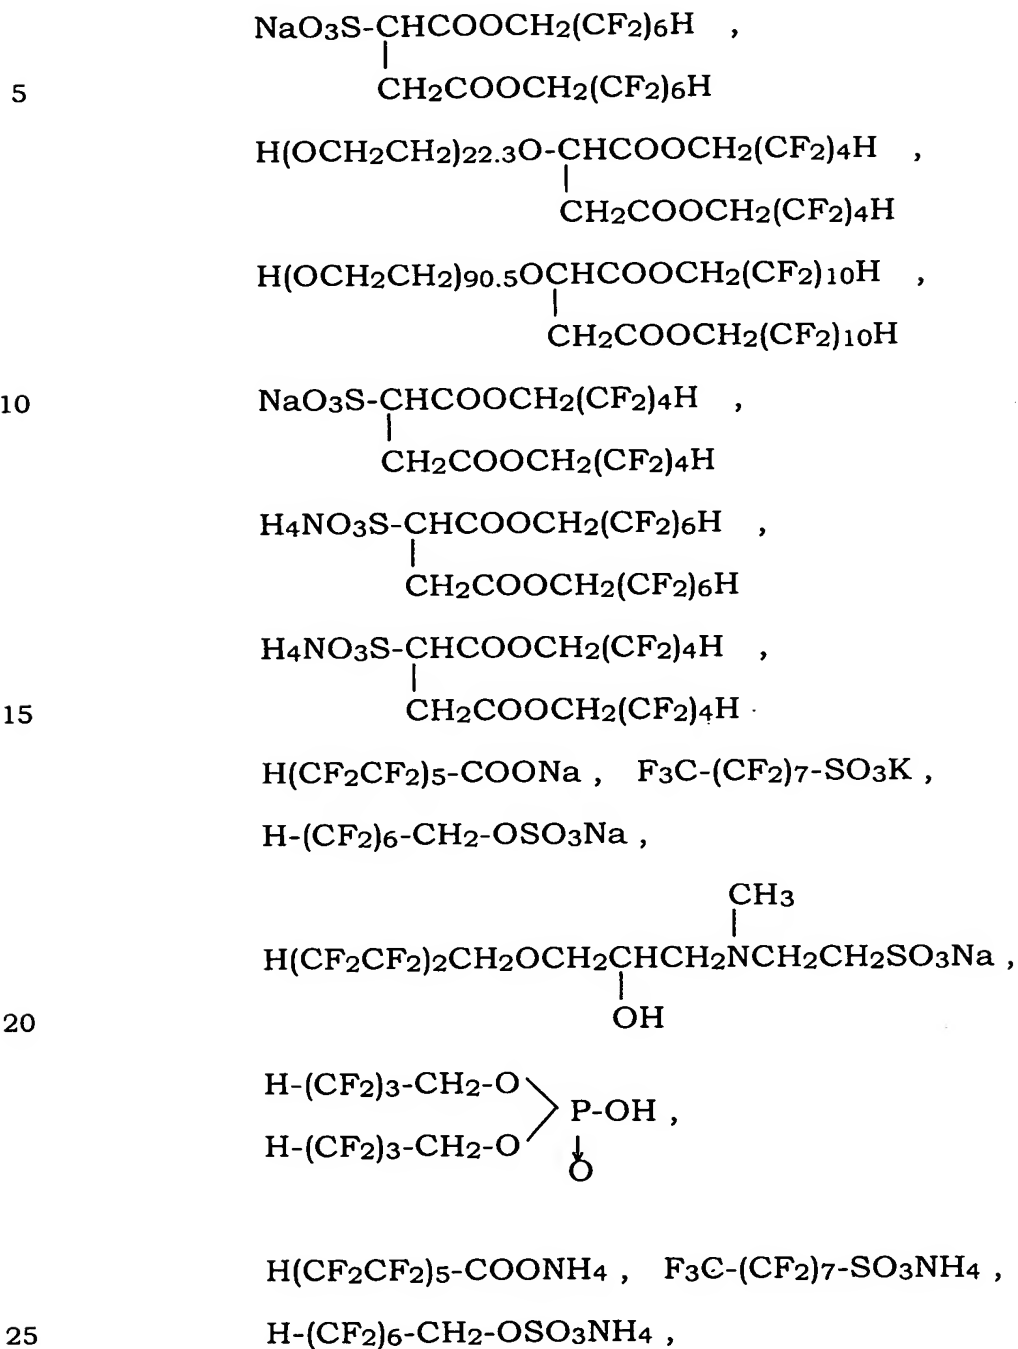 NaO3S-CHCOOCH2(CF2)6H ,
5 CH2COOCH2(CF2)6H
H(OCH2CH2)22.3O-CHCOOCH2(CF2)4H ,
CH2COOCH2(CF2)4H
H(OCH2CH2)90.5OCHCOOCH2(CF2)10H ,
CH2COOCH2(CF2)10H
10 NaO3S-CHCOOCH2(CF2)4H ,
CH2COOCH2(CF2)4H
H4NO3S-CHCOOCH2(CF2)6H ,
CH2COOCH2(CF2)6H
H4NO3S-CHCOOCH2(CF2)4H ,
15 CH2COOCH2(CF2)4H
H(CF2CF2)5-COONa , F3C-(CF2)7-SO3K ,
H-(CF2)6-CH2-OSO3Na ,
CH3
H(CF2CF2)2CH2OCH2CHCH2NCH2CH2SO3Na ,
20 OH
H-(CF2)3-CH2-O
P-OH ,
H-(CF2)3-CH2-O
O
H(CF2CF2)5-COONH4 , F3C-(CF2)7-SO3NH4 ,
25 H-(CF2)6-CH2-OSO3NH4 ,